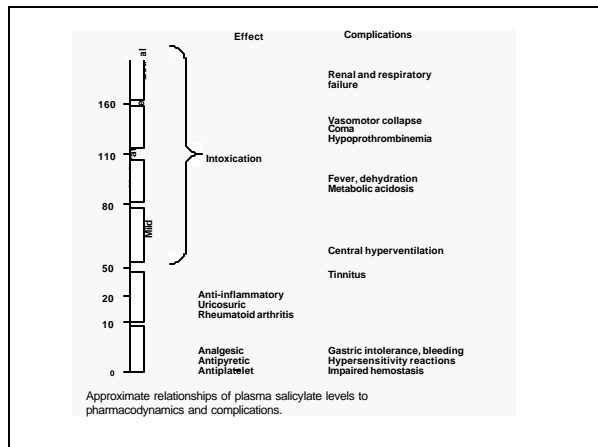 Effect Complications
Renal and respiratory
failure
160
Vasomotor collapse
Coma
Hypoprothrombinemia
110
Intoxication
Fever, dehydration
Metabolic acidosis
80
Mild
Central hyperventilation
50
Tinnitus
20
Anti-inflammatory
Uricosuric
Rheumatoid arthritis
10
Analgesic Gastric intolerance, bleeding
Antipyretic Hypersensitivity reactions
0 Antiplatelet Impaired hemostasis
Approximate relationships of plasma salicylate levels to
pharmacodynamics and complications.